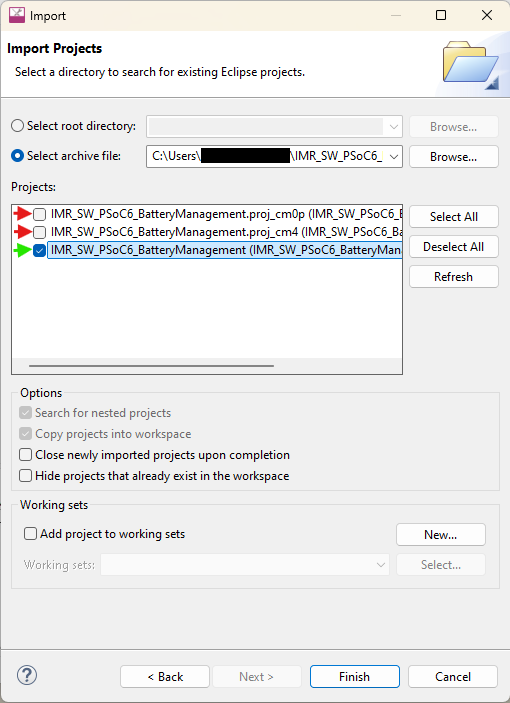 Import
Import Projects
Select a directory to search for existing Eclipse projects.
Select root directory:
Browse...
Select archive file:
C:\Users\ \IMR_SW_PSoC6_
Browse...
Projects:
IMR_SW_PSoC6_BatteryManagement.proj_cm0p (IMR_SW_PSoC6_B
IMR_SW_PSoC6_BatteryManagement.proj_cm4 (IMR_SW_PSoC6_Ba
IMR_SW_PSoC6_BatteryManagement (IMR_SW_PSoC6_BatteryMan
Select All
Deselect All
Refresh
Options
Search for nested projects
Copy projects into workspace
Close newly imported projects upon completion
Hide projects that already exist in the workspace
Working sets
Add project to working sets
New...
Working sets:
Select...
?
< Back
Next >
Finish
Cancel